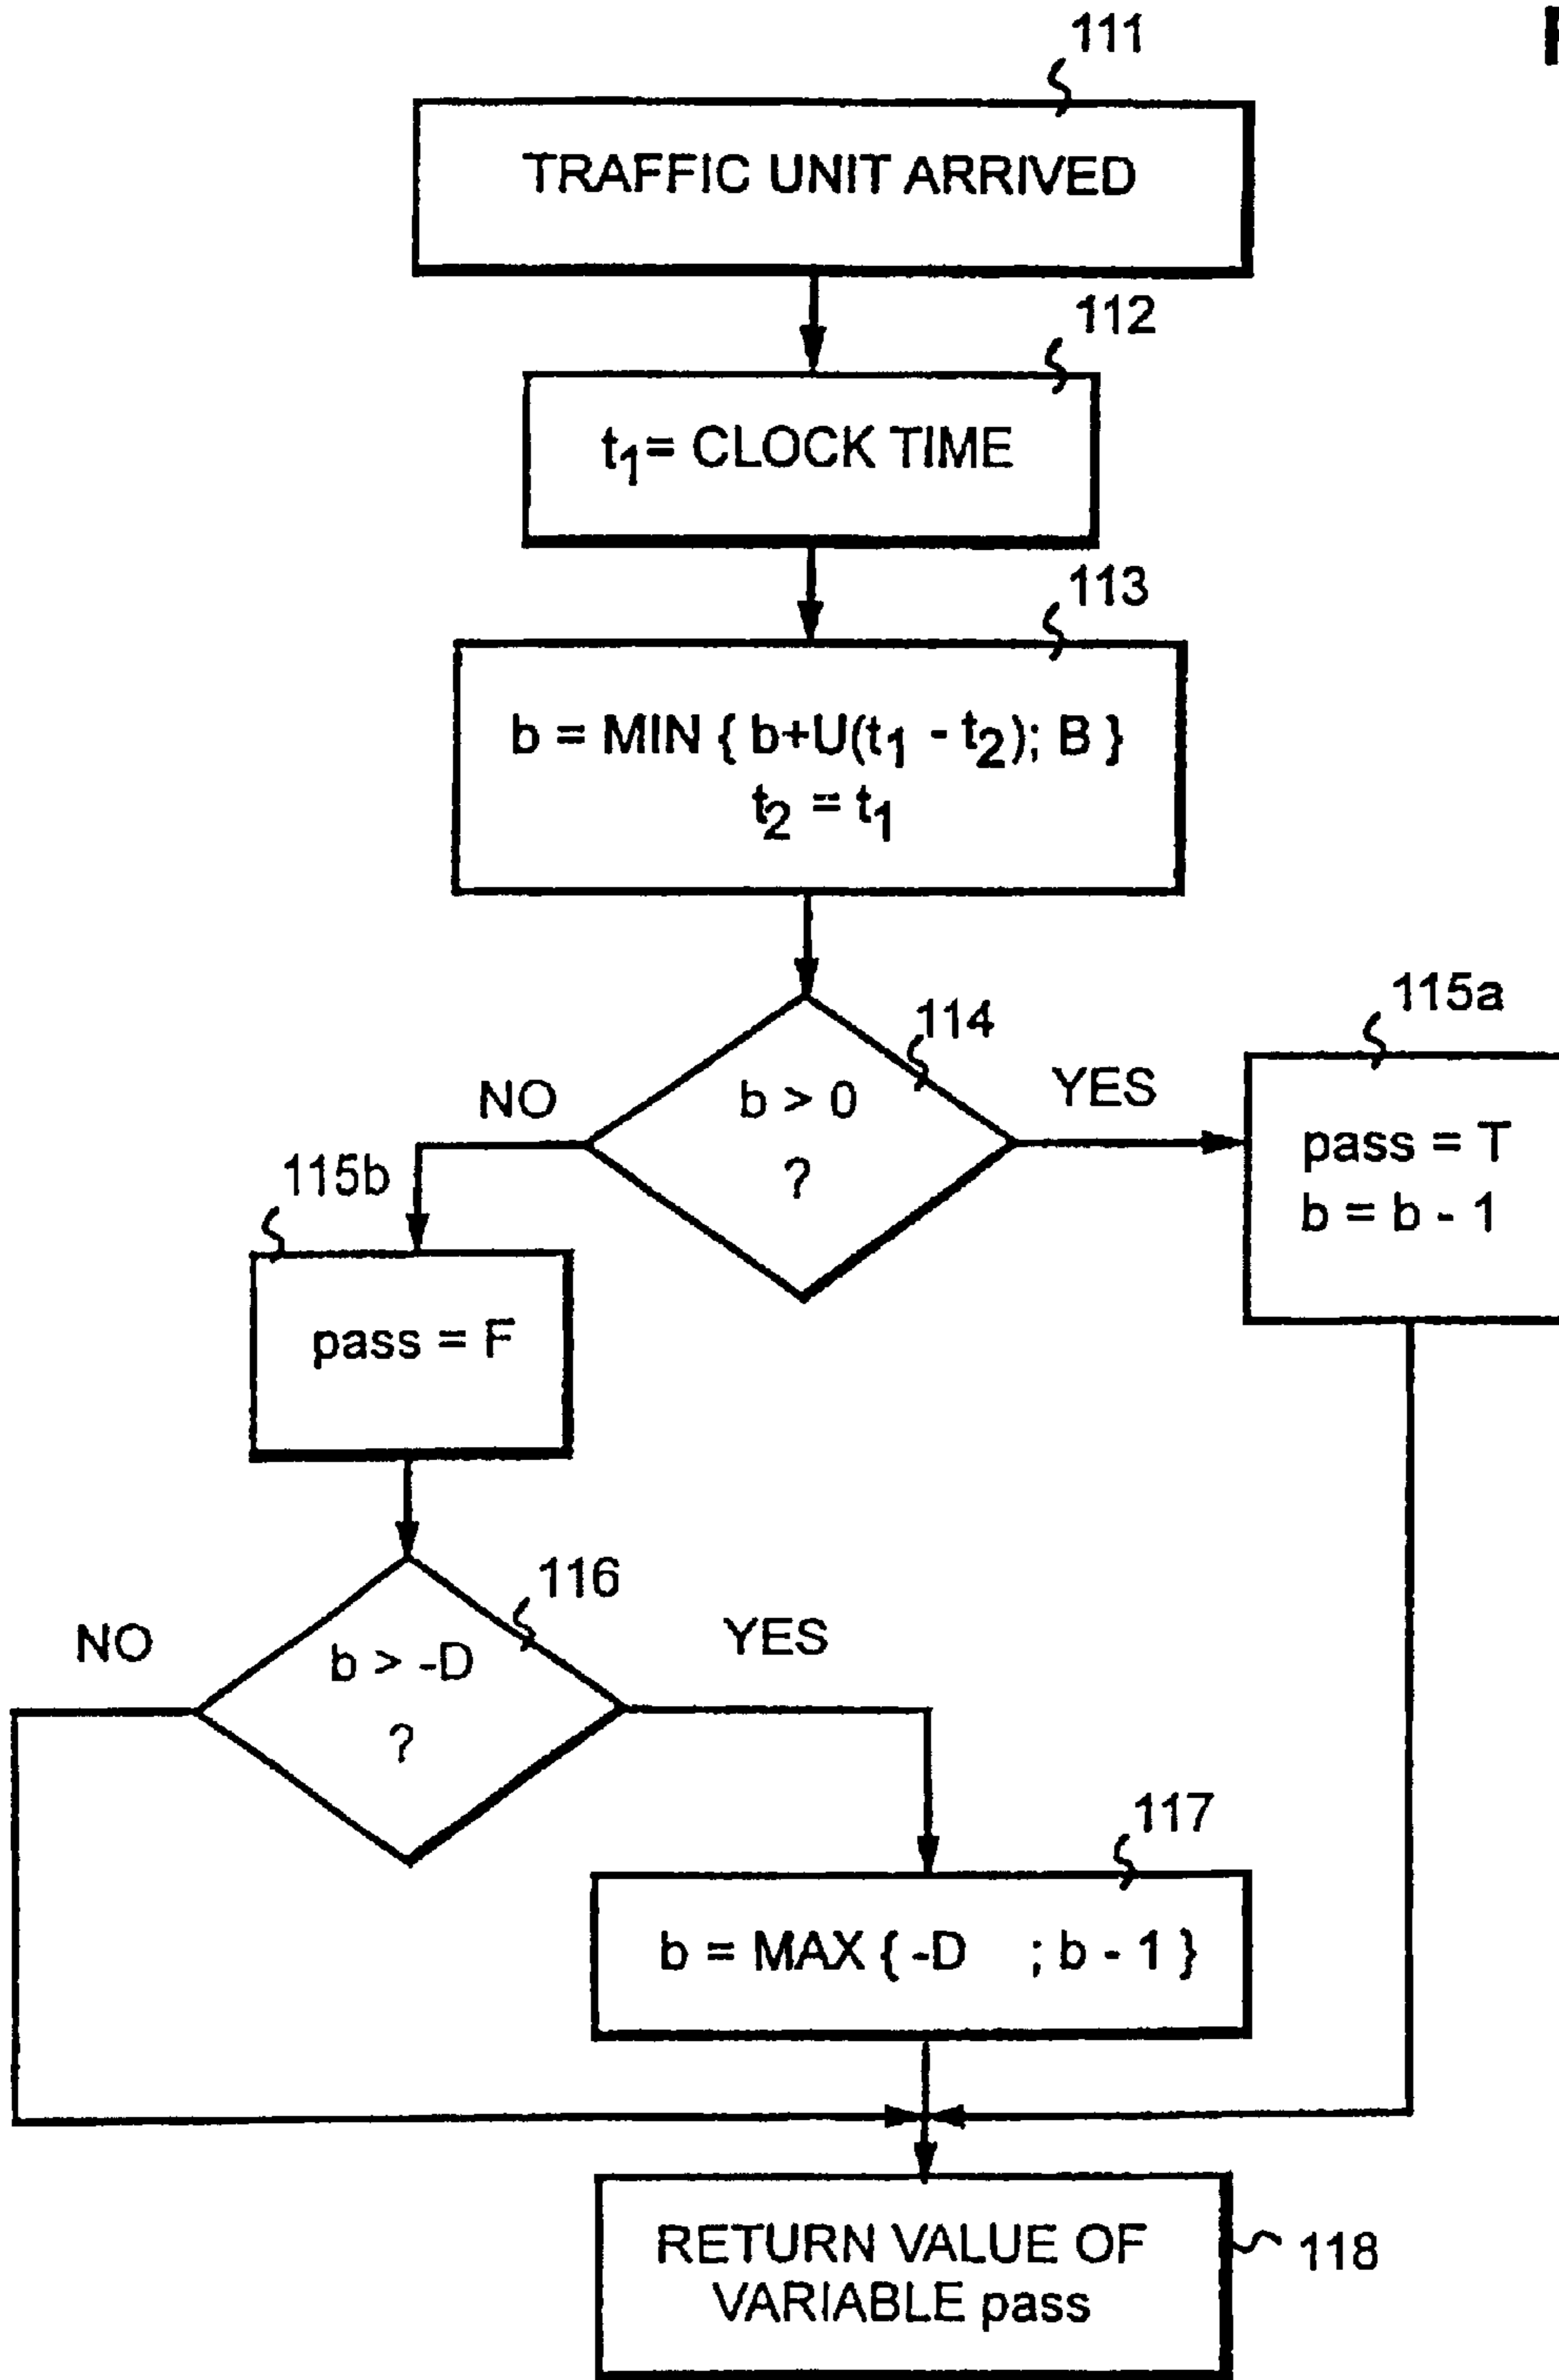 111
TRAFFIC UNIT ARRIVED
112
t₁= CLOCK TIME
113
b = MIN { b+U(t₁ - t₂); B }
t₂ = t₁
114
115a
NO
b > 0
YES
?
pass = T
b = b - 1
115b
pass = F
116
NO
b > -D
YES
?
117
b = MAX { -D ; b - 1 }
RETURN VALUE OF
VARIABLE pass
118